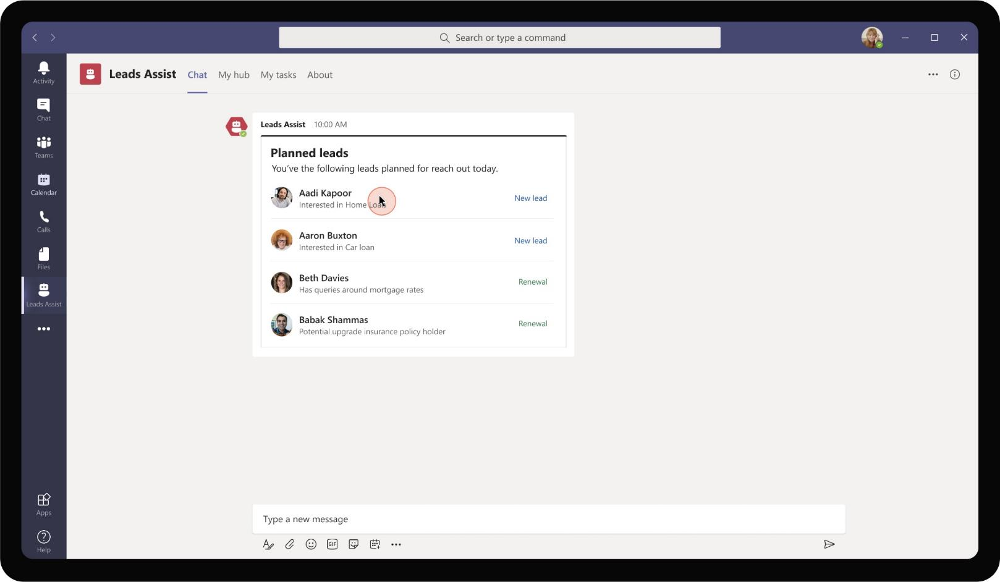 Search or type a command
Activity
Chat
Teams
Calendar
Calls
Files
Leads Assist
Apps
Help
Leads Assist Chat My hub My tasks About
Leads Assist 10:00 AM
Planned leads
You've the following leads planned for reach out today.
Aadi Kapoor
Interested in Home Loan
New lead
Aaron Buxton
Interested in Car loan
New lead
Beth Davies
Has queries around mortgage rates
Renewal
Babak Shammas
Potential upgrade insurance policy holder
Renewal
Type a new message
GIF